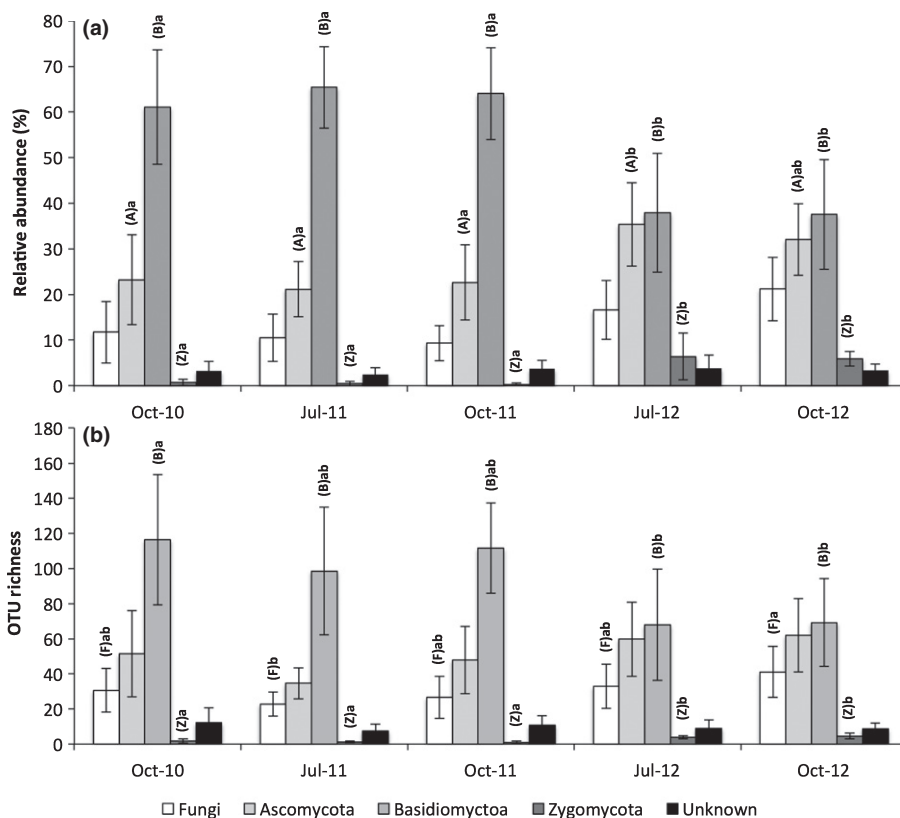 (a)
Relative abundance (%)
80
70
60
50
40
30
20
10
0
(A)a
(B)a
(Z)a
(A)a
(B)a
(Z)a
(A)a
(B)a
(Z)a
(A)b
(B)b
(Z)b
(A)ab
(B)b
(Z)b
Oct-10 Jul-11 Oct-11 Jul-12 Oct-12
(b)
OTU richness
180
160
140
120
100
80
60
40
20
0
(F)ab
(B)a
(Z)a
(F)b
(B)ab
(Z)a
(F)ab
(B)ab
(Z)a
(F)ab
(B)b
(Z)b
(F)a
(B)b
(Z)b
Oct-10 Jul-11 Oct-11 Jul-12 Oct-12
Fungi Ascomycota Basidiomyctoa Zygomycota Unknown